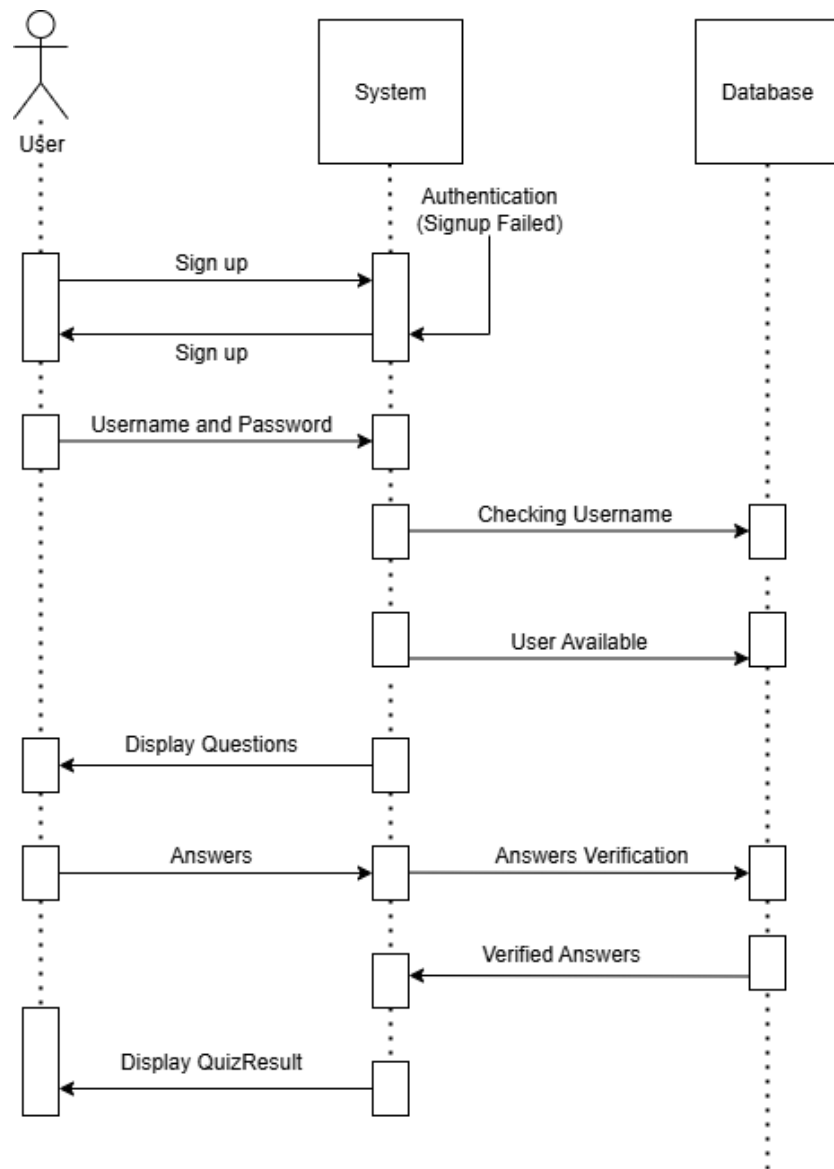 System
Database
User
Authentication
(Signup Failed)
Sign up
Sign up
Username and Password
Checking Username
User Available
Display Questions
Answers
Answers Verification
Verified Answers
Display QuizResult